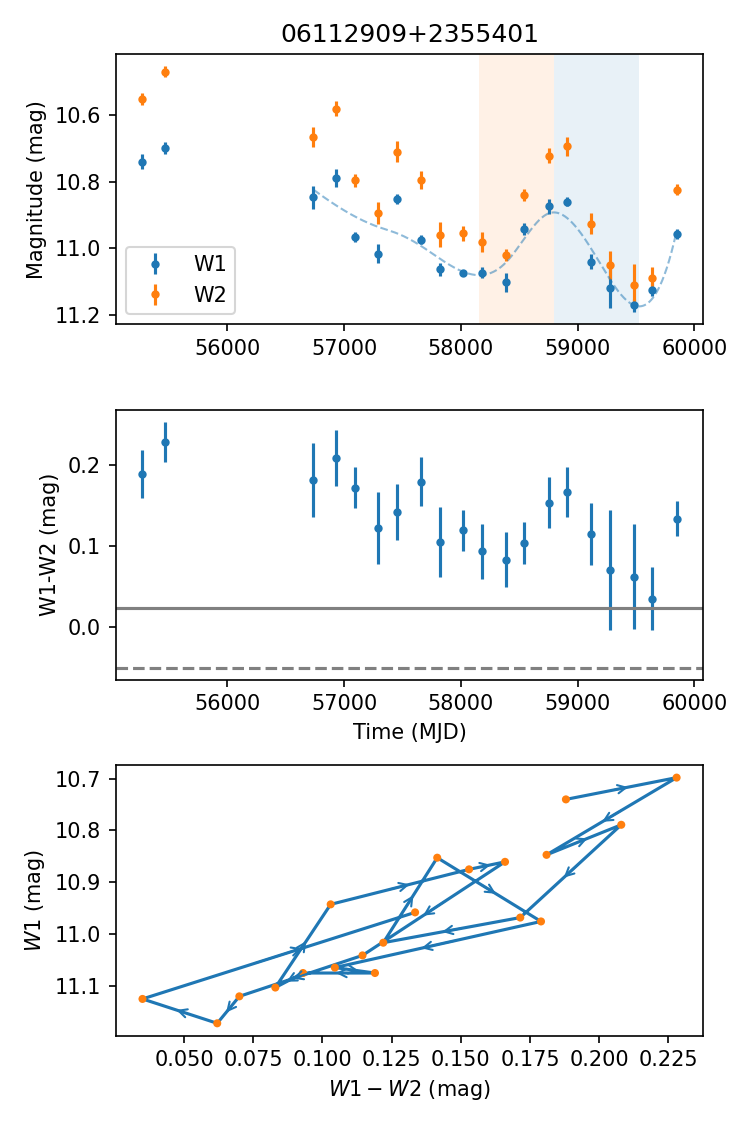 06112909+2355401
Magnitude (mag)
10.6
10.8
11.0
11.2
W1
W2
56000 57000 58000 59000 60000
W1-W2 (mag)
0.2
0.1
0.0
56000 57000 58000 59000 60000
Time (MJD)
W1 (mag)
10.7
10.8
10.9
11.0
11.1
0.050 0.075 0.100 0.125 0.150 0.175 0.200 0.225
W1 − W2 (mag)